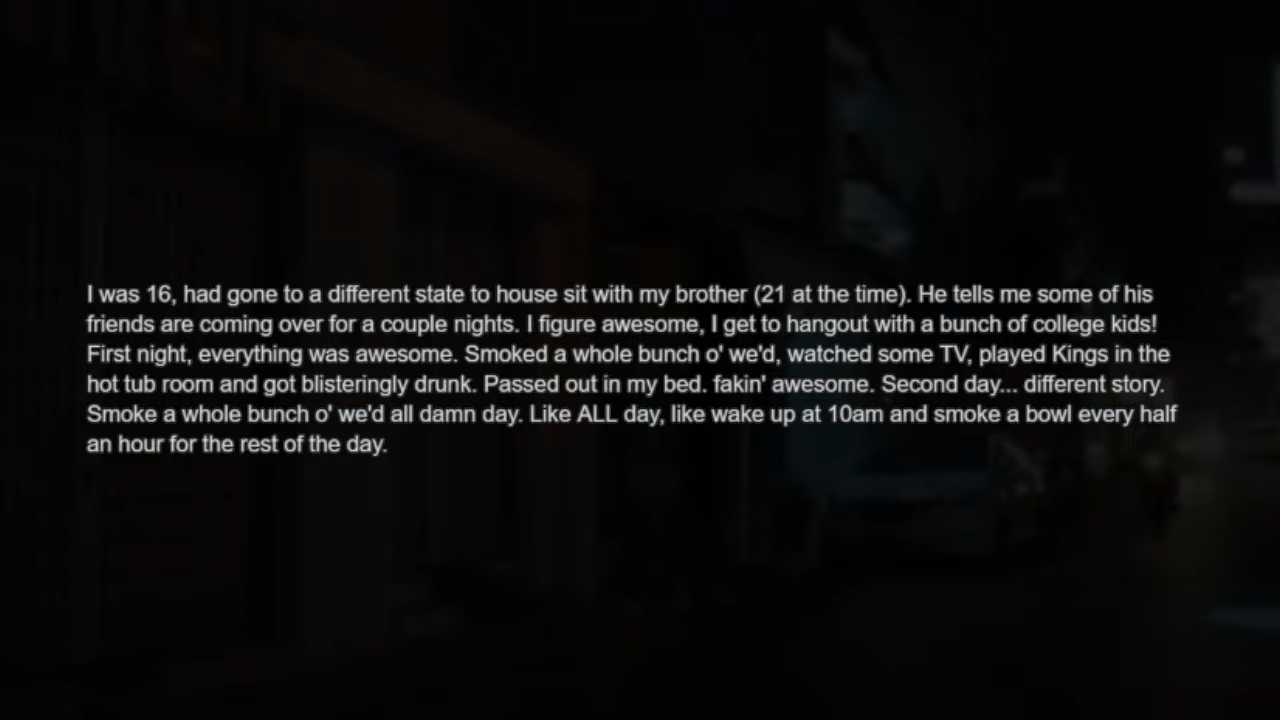 I was 16, had gone to a different state to house sit with my brother (21 at the time). He tells me some of his
friends are coming over for a couple nights. I figure awesome, I get to hangout with a bunch of college kids!
First night, everything was awesome. Smoked a whole bunch o' we'd, watched some TV, played Kings in the
hot tub room and got blisteringly drunk. Passed out in my bed. fakin' awesome. Second day... different story.
Smoke a whole bunch o' we'd all damn day. Like ALL day, like wake up at 10am and smoke a bowl every half
an hour for the rest of the day.